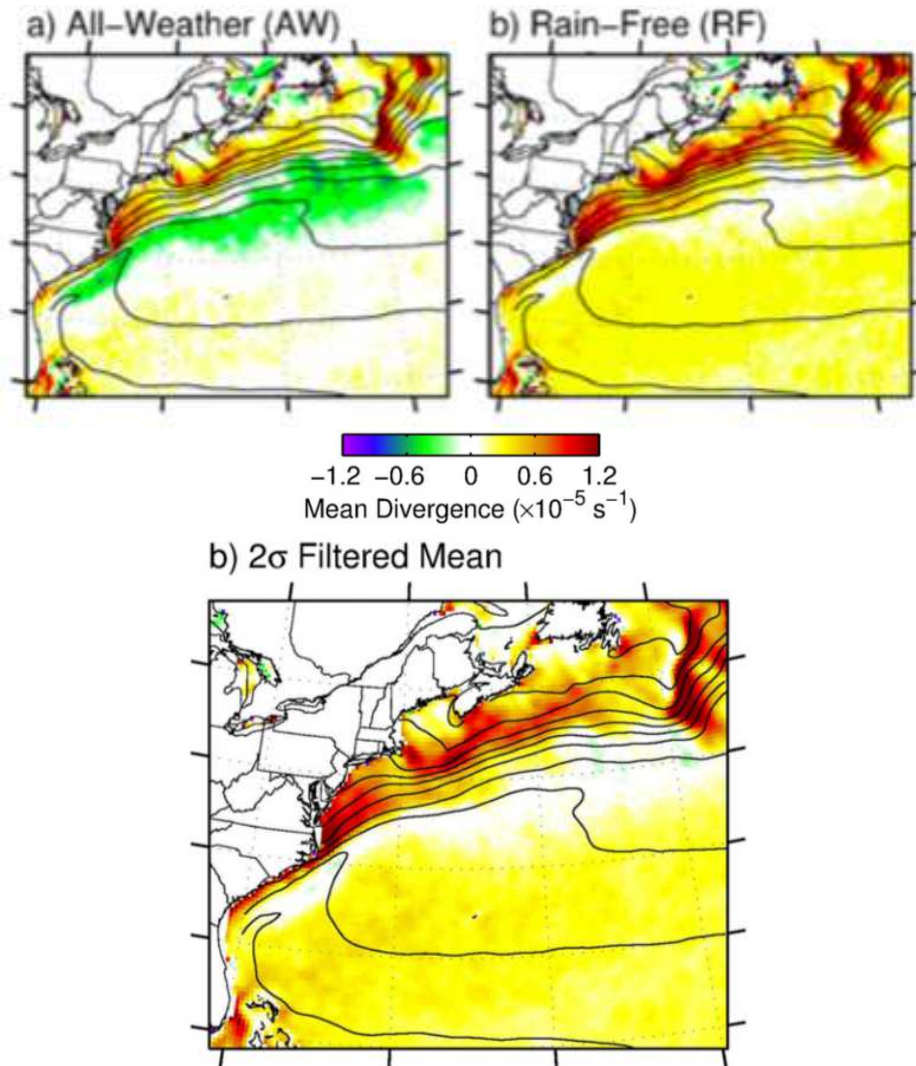 a) All−Weather (AW)
b) Rain−Free (RF)
−1.2 −0.6 0 0.6 1.2
Mean Divergence (×10⁻⁵ s⁻¹)
b) 2σ Filtered Mean